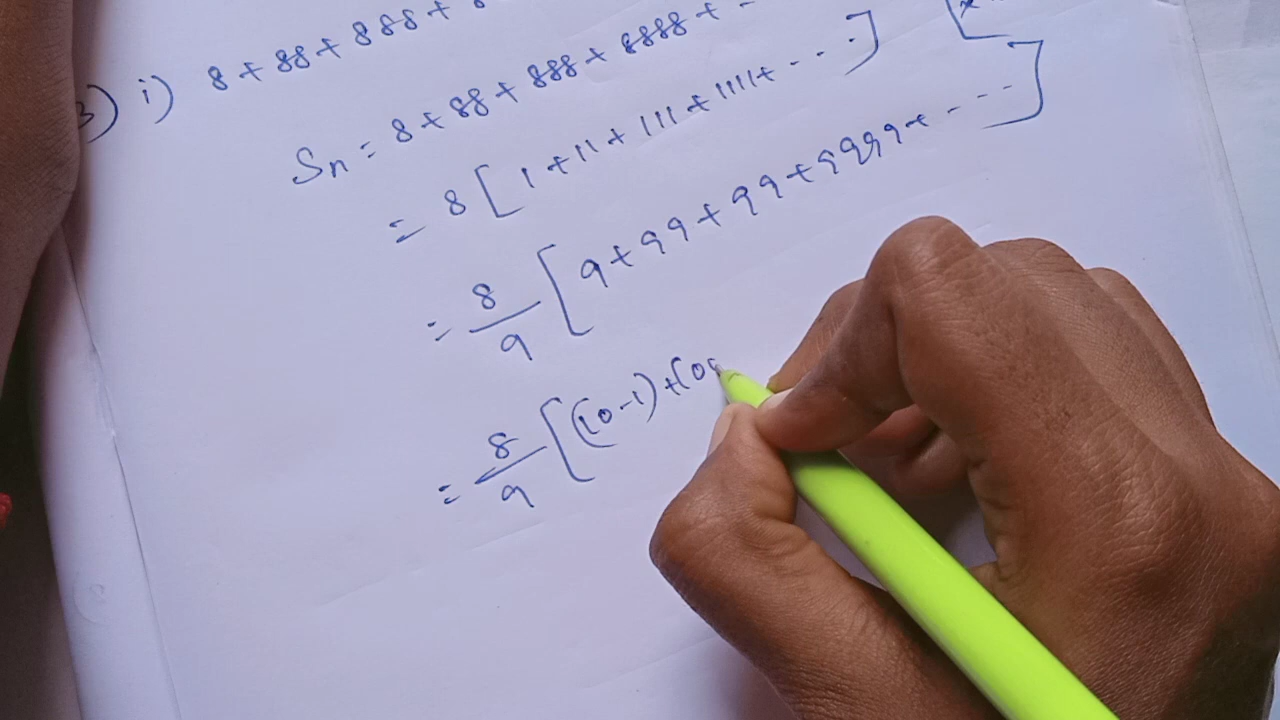 3) i) 8 + 88 + 888 + 8
Sn = 8 + 88 + 888 + 8888 + -
= 8 [ 1 + 11 + 111 + 1111 + - - - ]
= 8/9 [ 9 + 99 + 99 + 9999 + - - - ]
= 8/9 [ (10-1) + (